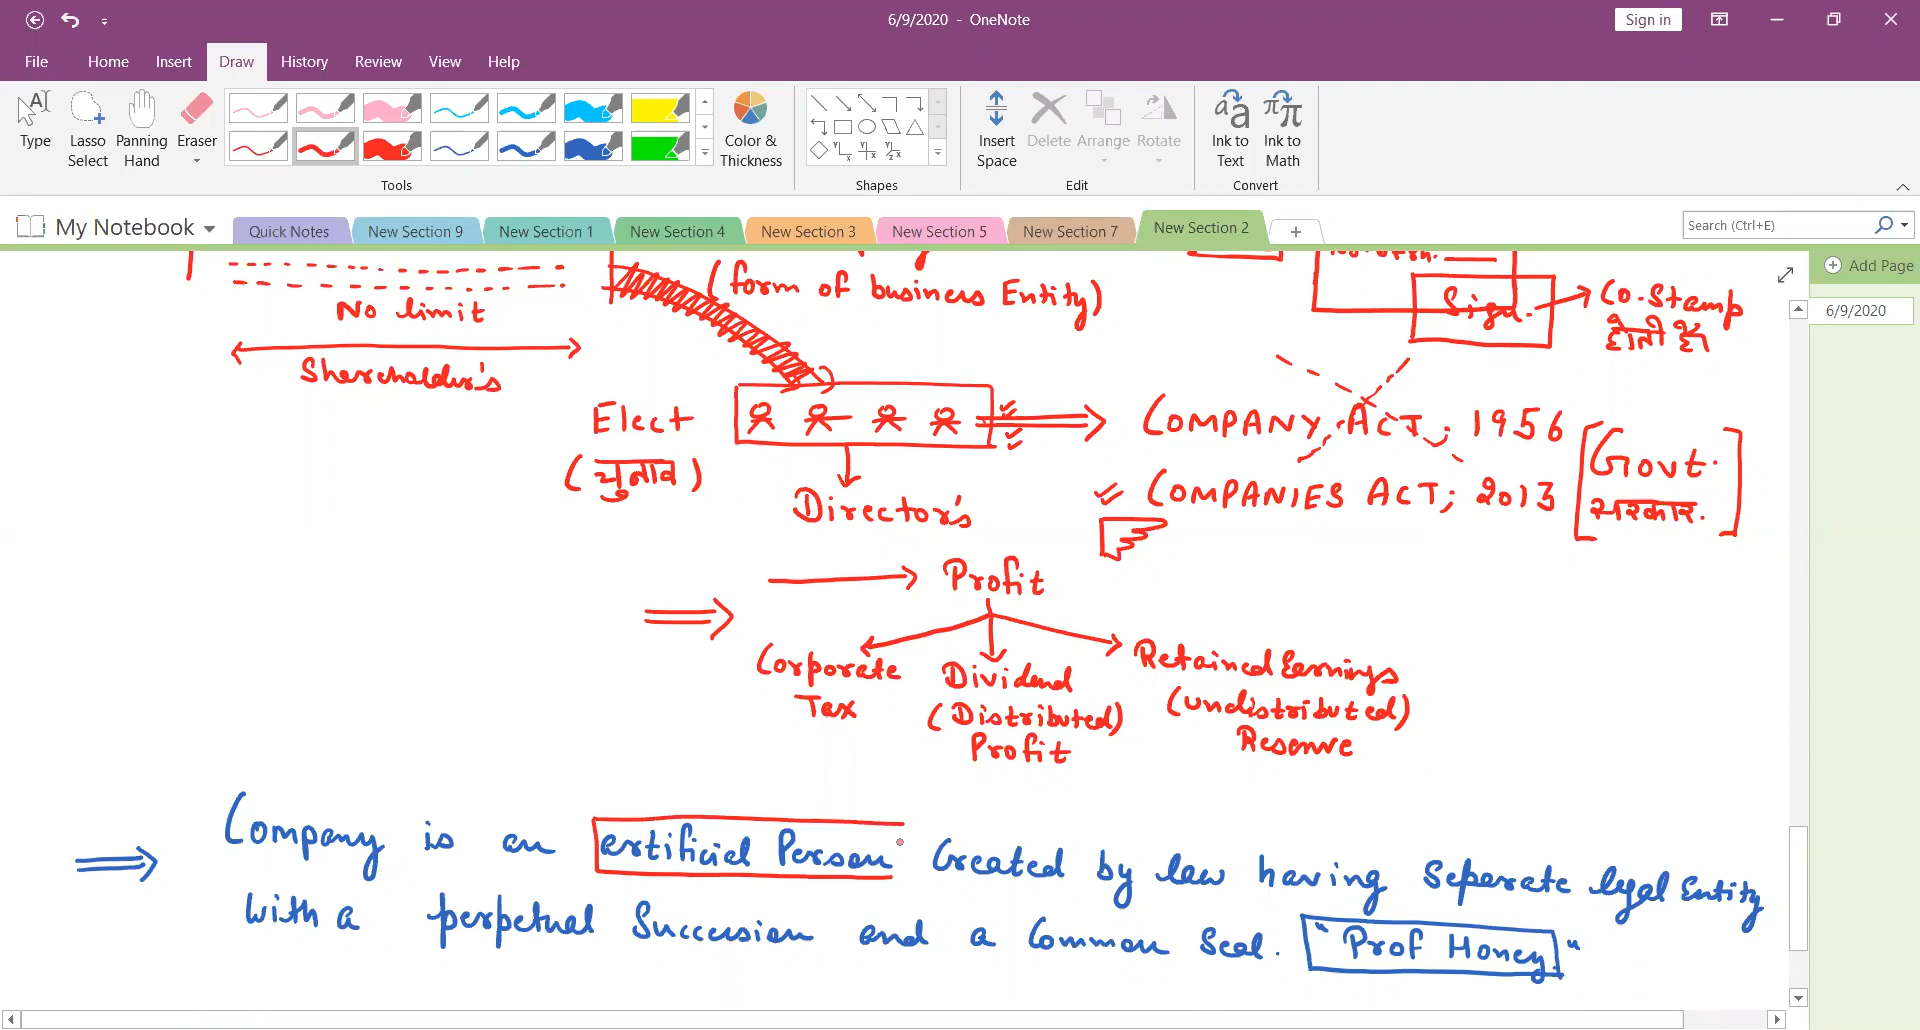 6/9/2020 - OneNote
Sign in
File Home Insert Draw History Review View Help
Type
Lasso Select
Panning Hand
Eraser
Color & Thickness
Insert Space
Delete
Arrange
Rotate
Ink to Text
Ink to Math
Tools
Shapes
Edit
Convert
My Notebook
Quick Notes
New Section 9
New Section 1
New Section 4
New Section 3
New Section 5
New Section 7
New Section 2
Search (Ctrl+E)
Add Page
6/9/2020
(form of business Entity)
No limit
Shareholder's
Sign.
Co. Stamp
होती है।
Elect
(चुनाव)
Director's
COMPANY ACT, 1956
COMPANIES ACT; 2013
[Govt.
सरकार.]
Profit
Corporate
Tax
Dividend
(Distributed)
Profit
Retained Earnings
(undistributed)
Reserve
Company is an artificial Person Created by law having Separate legal Entity
with a perpetual Succession and a Common Seal. "Prof Honey."